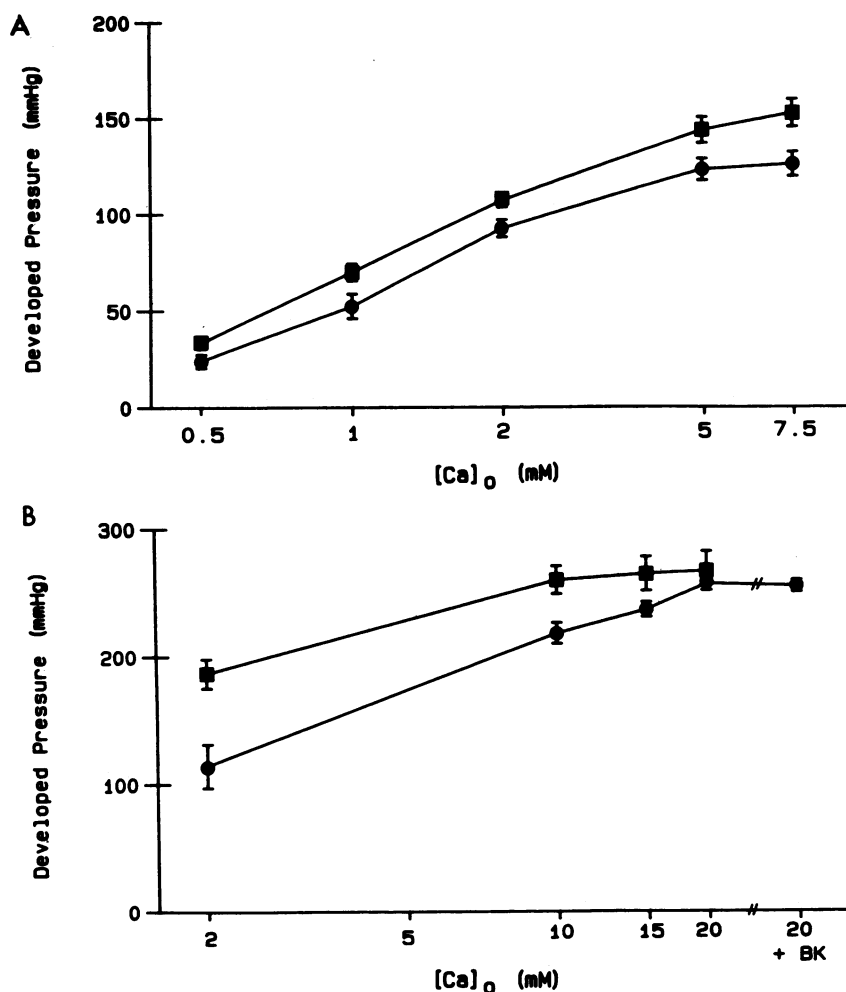 A
Developed Pressure (mmHg)
200
150
100
50
0
0.5 1 2 5 7.5
[Ca]o (mM)
B
Developed Pressure (mmHg)
300
200
100
0
2 5 10 15 20 20
+ BK
[Ca]o (mM)